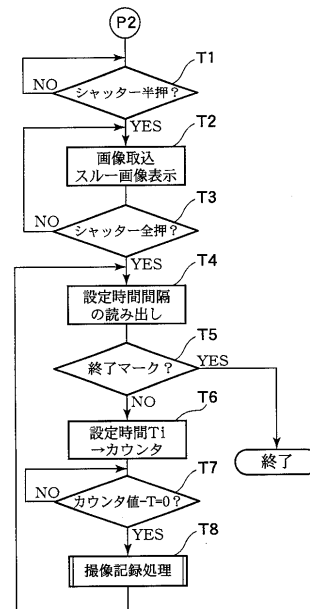 P2
T1
シャッター半押?
NO
YES
T2
画像取込
スルー画像表示
T3
NO
シャッター全押?
YES
T4
設定時間間隔
の読み出し
T5
終了マーク?
YES
NO
T6
設定時間Ti
→カウンタ
終了
T7
NO
カウンタ値-T=0?
YES
T8
撮像記録処理